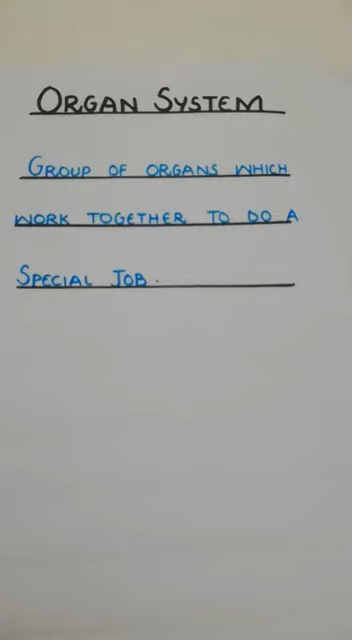 ORGAN SYSTEM
GROUP OF ORGANS WHICH
WORK TOGETHER TO DO A
SPECIAL JOB.